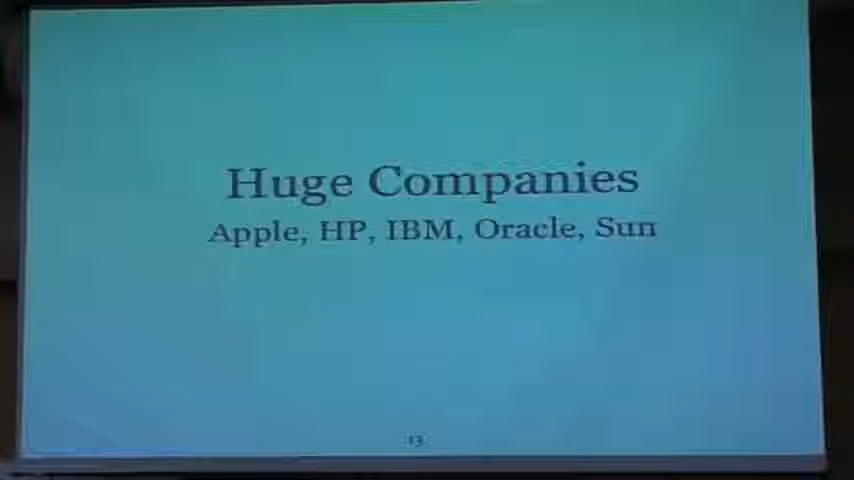 Huge Companies
Apple, HP, IBM, Oracle, Sun
13